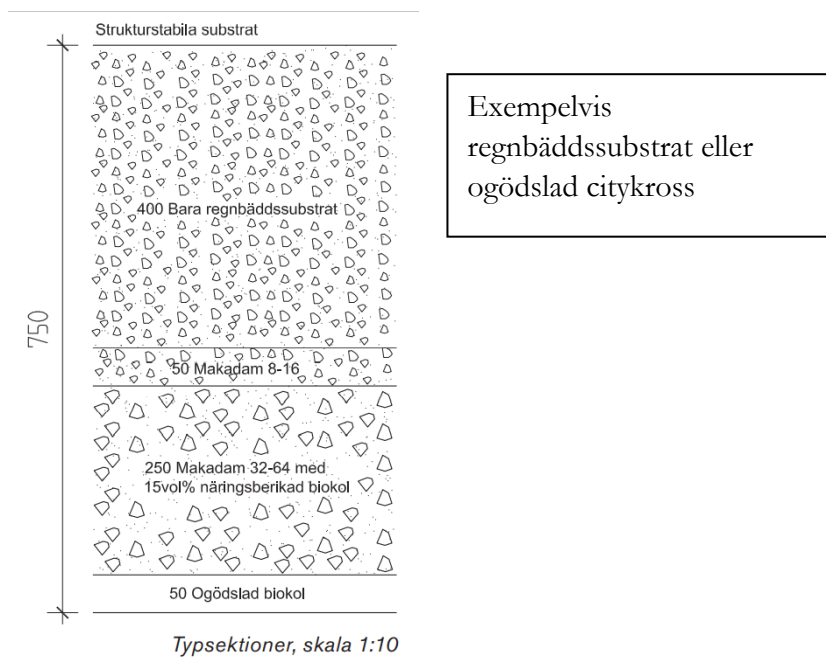 Strukturstabila substrat
Exempelvis
regnbäddssubstrat eller
ogödslad citykross
400 Bara regnbäddssubstrat
750
50 Makadam 8-16
250 Makadam 32-64 med
15vol% näringsberikad biokol
50 Ogödslad biokol
Typsektioner, skala 1:10